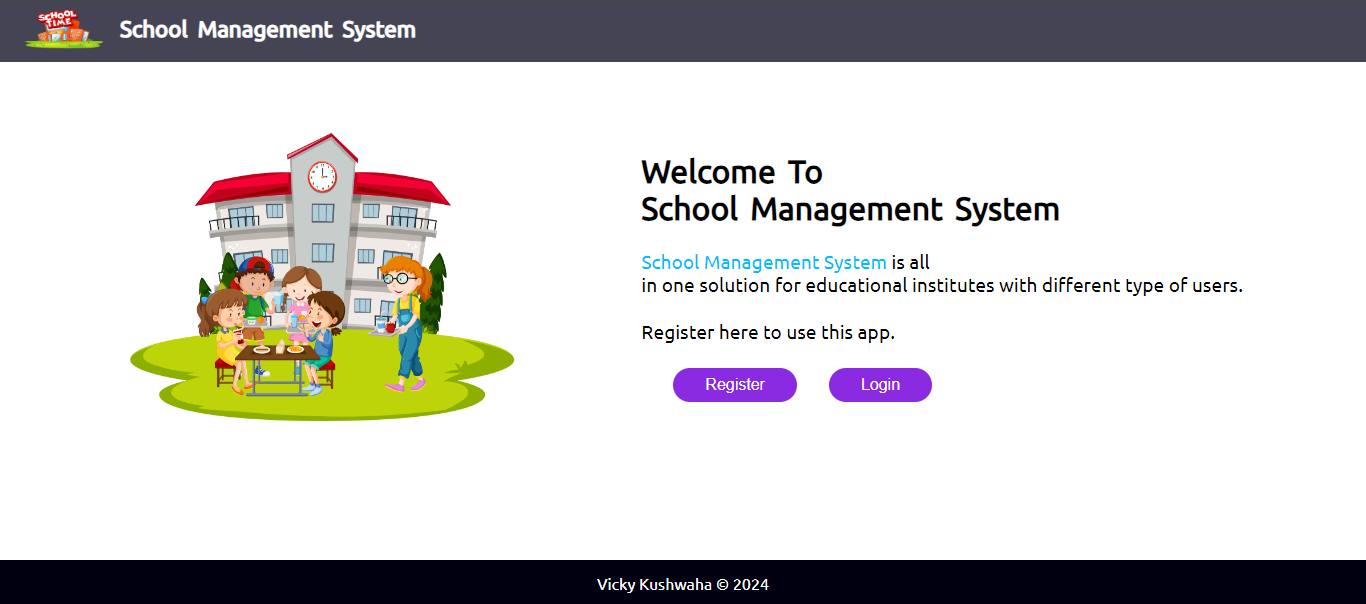 SCHOOL
TIME
School Management System
Welcome To
School Management System
School Management System is all
in one solution for educational institutes with different type of users.
Register here to use this app.
Register
Login
Vicky Kushwaha © 2024